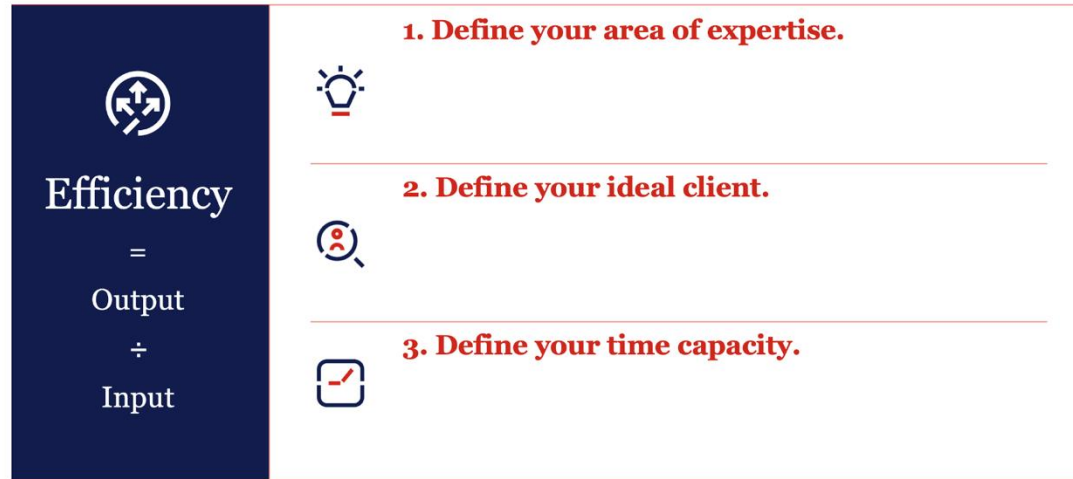 Efficiency
=
Output
÷
Input
1. Define your area of expertise.
2. Define your ideal client.
3. Define your time capacity.